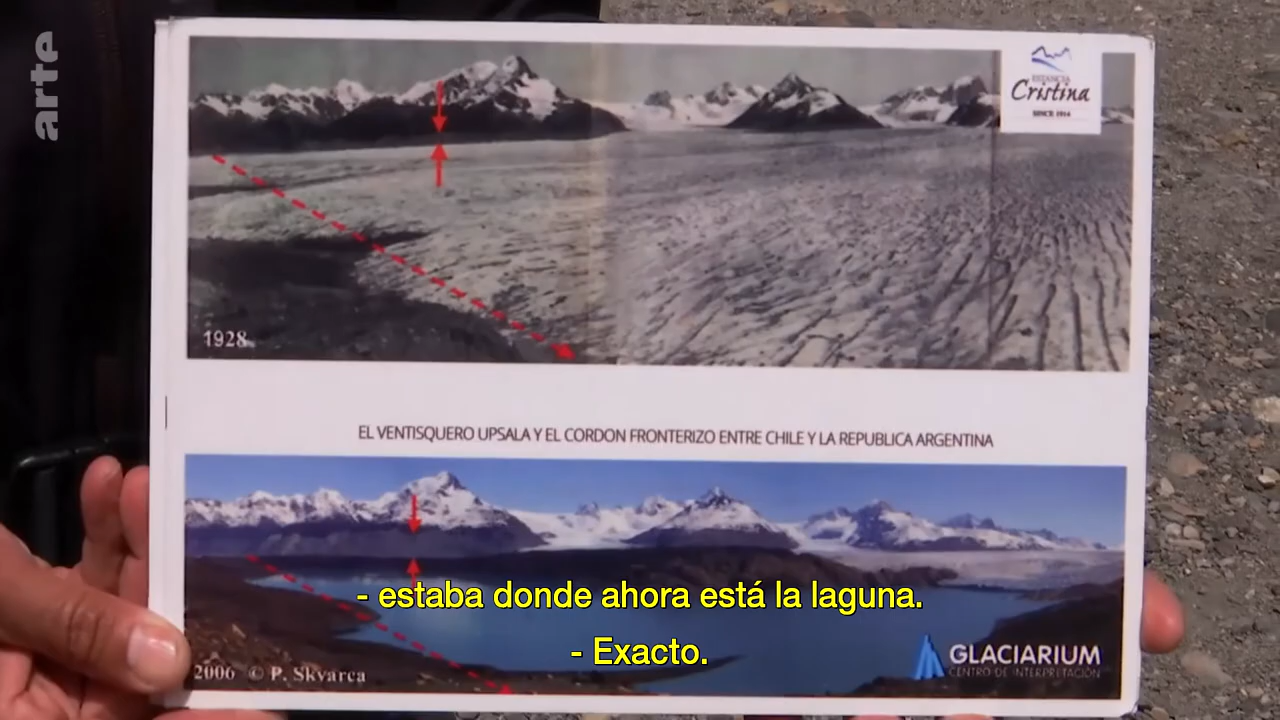 arte
ESTANCIA
Cristina
SINCE 1914
1928
EL VENTISQUERO UPSALA Y EL CORDON FRONTERIZO ENTRE CHILE Y LA REPUBLICA ARGENTINA
- estaba donde ahora está la laguna.
- Exacto.
2006 © P. Skvarca
GLACIARIUM
CENTRO DE INTERPRETACIÓN